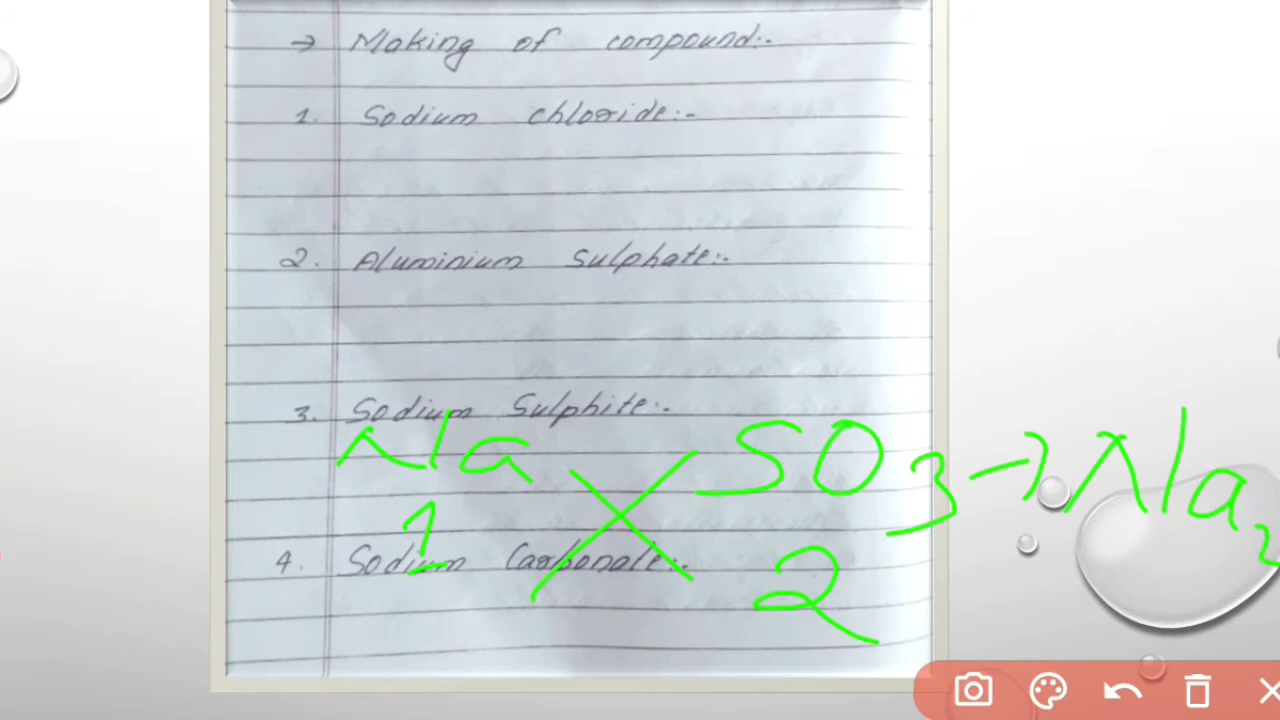 → Making of compound:-
1. Sodium chloride:-
2. Aluminium Sulphate:-
3. Sodium Sulphite:-
Na SO3 → Na2
1 2
4. Sodium Carbonate:-